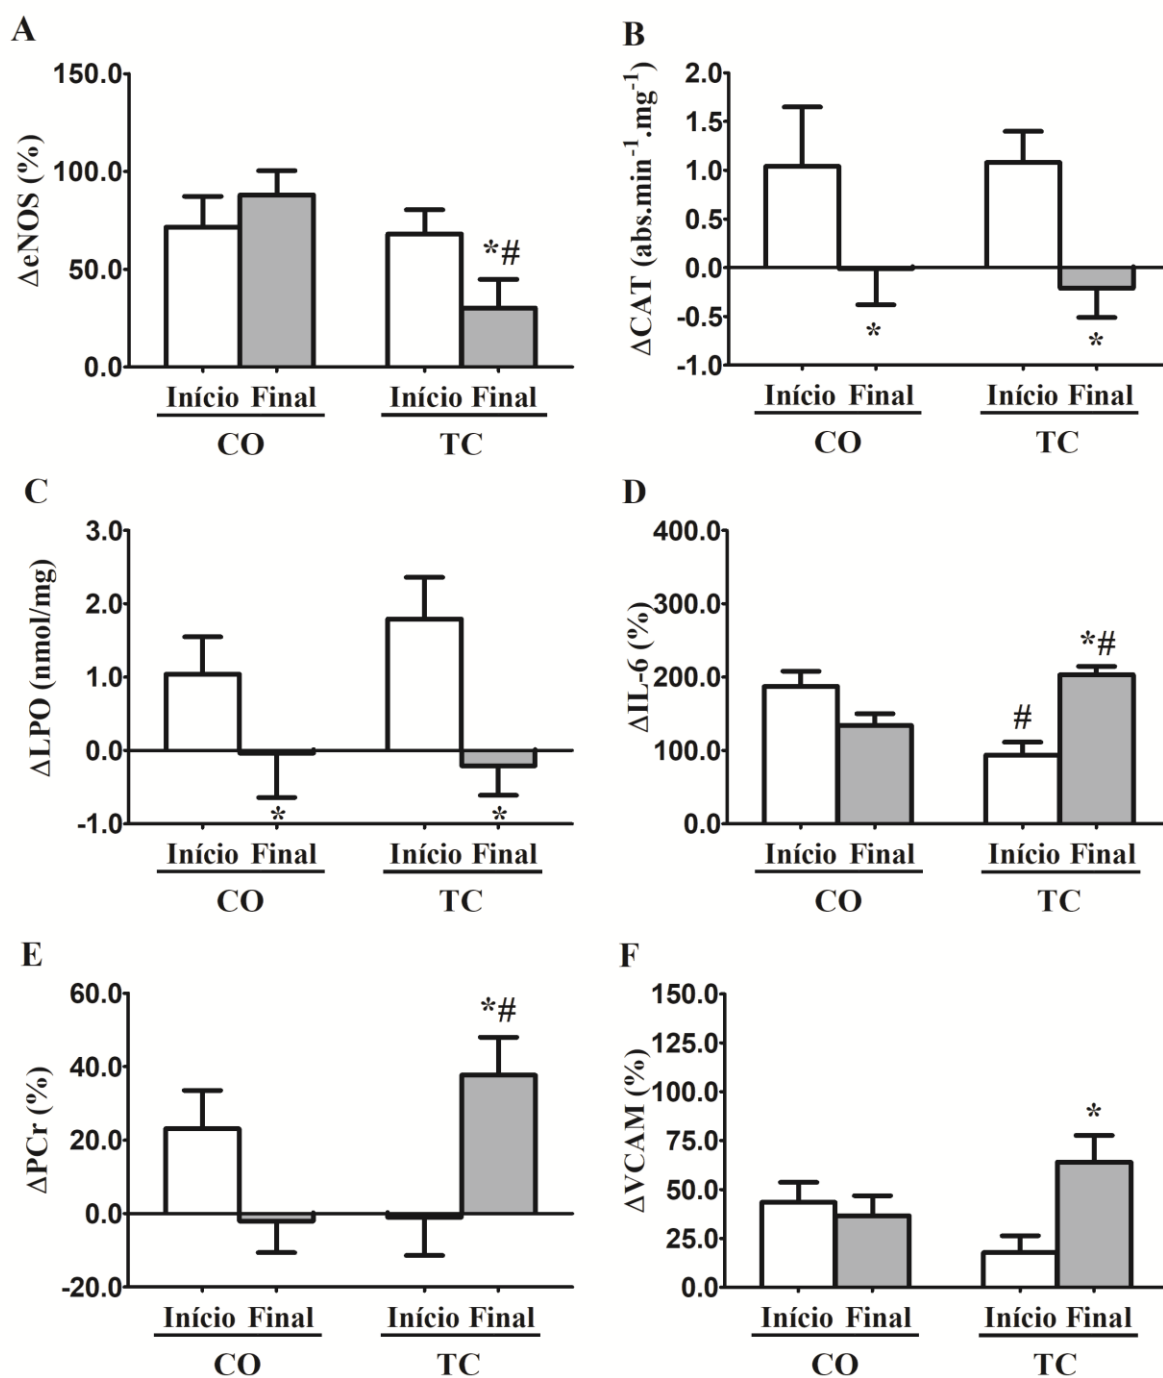 A
ΔeNOS (%)
150.0
100.0
50.0
0.0
*#
Início Final
Início Final
CO
TC
B
ΔCAT (abs.min⁻¹.mg⁻¹)
2.0
1.5
1.0
0.5
0.0
-0.5
-1.0
*
*
Início Final
Início Final
CO
TC
C
ΔLPO (nmol/mg)
3.0
2.0
1.0
0.0
-1.0
*
*
Início Final
Início Final
CO
TC
D
ΔIL-6 (%)
400.0
300.0
200.0
100.0
0.0
#
*#
Início Final
Início Final
CO
TC
E
ΔPCr (%)
60.0
40.0
20.0
0.0
-20.0
*#
Início Final
Início Final
CO
TC
F
ΔVCAM (%)
150.0
100.0
75.0
50.0
25.0
0.0
*
Início Final
Início Final
CO
TC